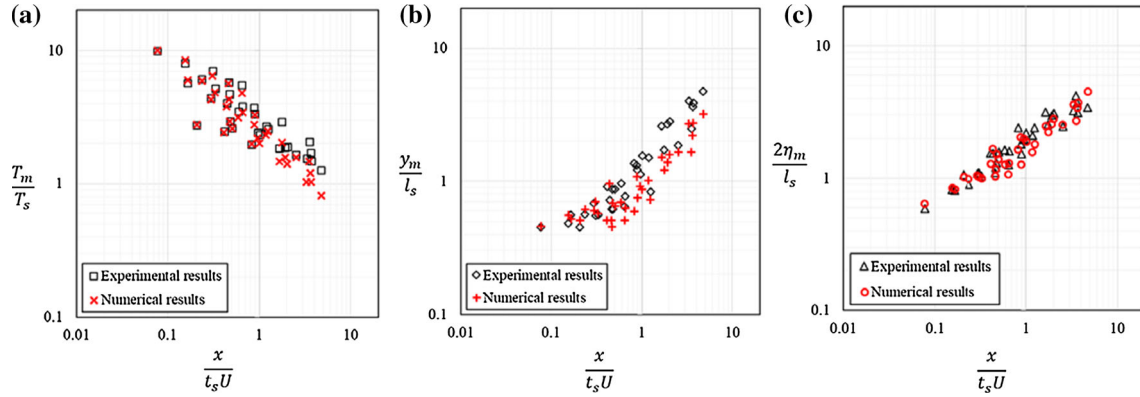 (a)
10
1
0.1
T_m
T_s
Experimental results
Numerical results
0.01 0.1 1 10
x
t_sU
(b)
10
1
0.1
y_m
l_s
Experimental results
Numerical results
0.01 0.1 1 10
x
t_sU
(c)
10
1
0.1
2η_m
l_s
Experimental results
Numerical results
0.01 0.1 1 10
x
t_sU